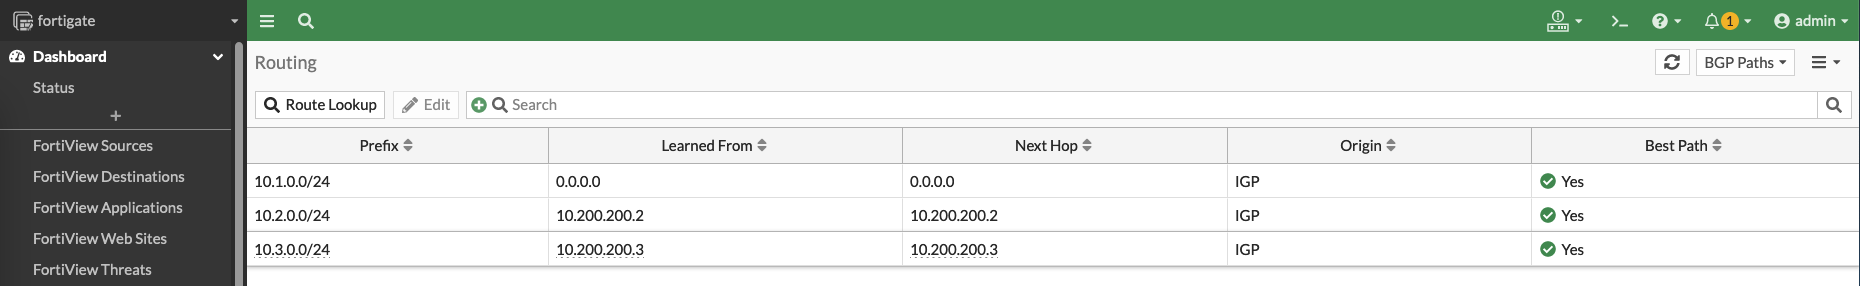 fortigate
1
admin
Dashboard
Status
FortiView Sources
FortiView Destinations
FortiView Applications
FortiView Web Sites
FortiView Threats
Routing
BGP Paths
Route Lookup Edit Search
Prefix Learned From Next Hop Origin Best Path
10.1.0.0/24 0.0.0.0 0.0.0.0 IGP Yes
10.2.0.0/24 10.200.200.2 10.200.200.2 IGP Yes
10.3.0.0/24 10.200.200.3 10.200.200.3 IGP Yes